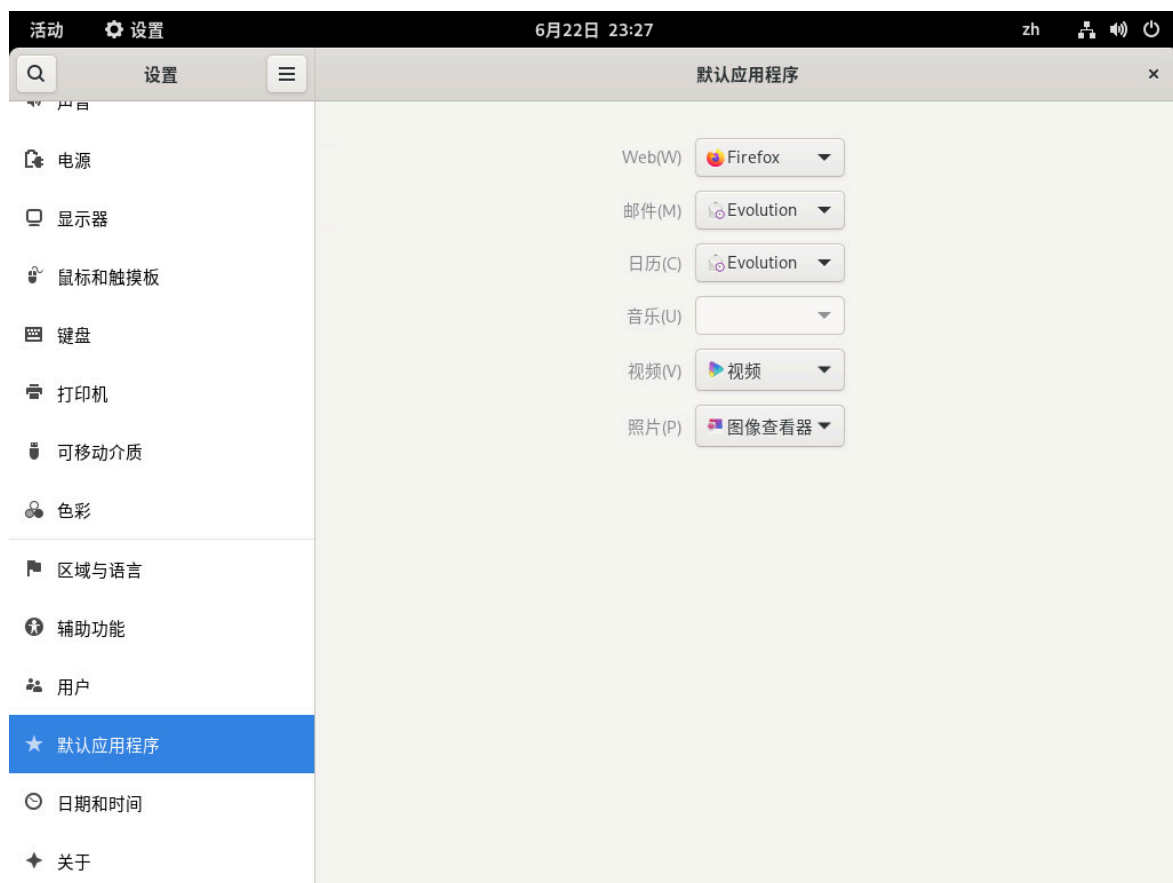 活动 设置 6月22日 23:27 zh
设置 默认应用程序
声音
电源
显示器
鼠标和触摸板
键盘
打印机
可移动介质
色彩
区域与语言
辅助功能
用户
默认应用程序
日期和时间
关于
Web(W) Firefox
邮件(M) Evolution
日历(C) Evolution
音乐(U)
视频(V) 视频
照片(P) 图像查看器